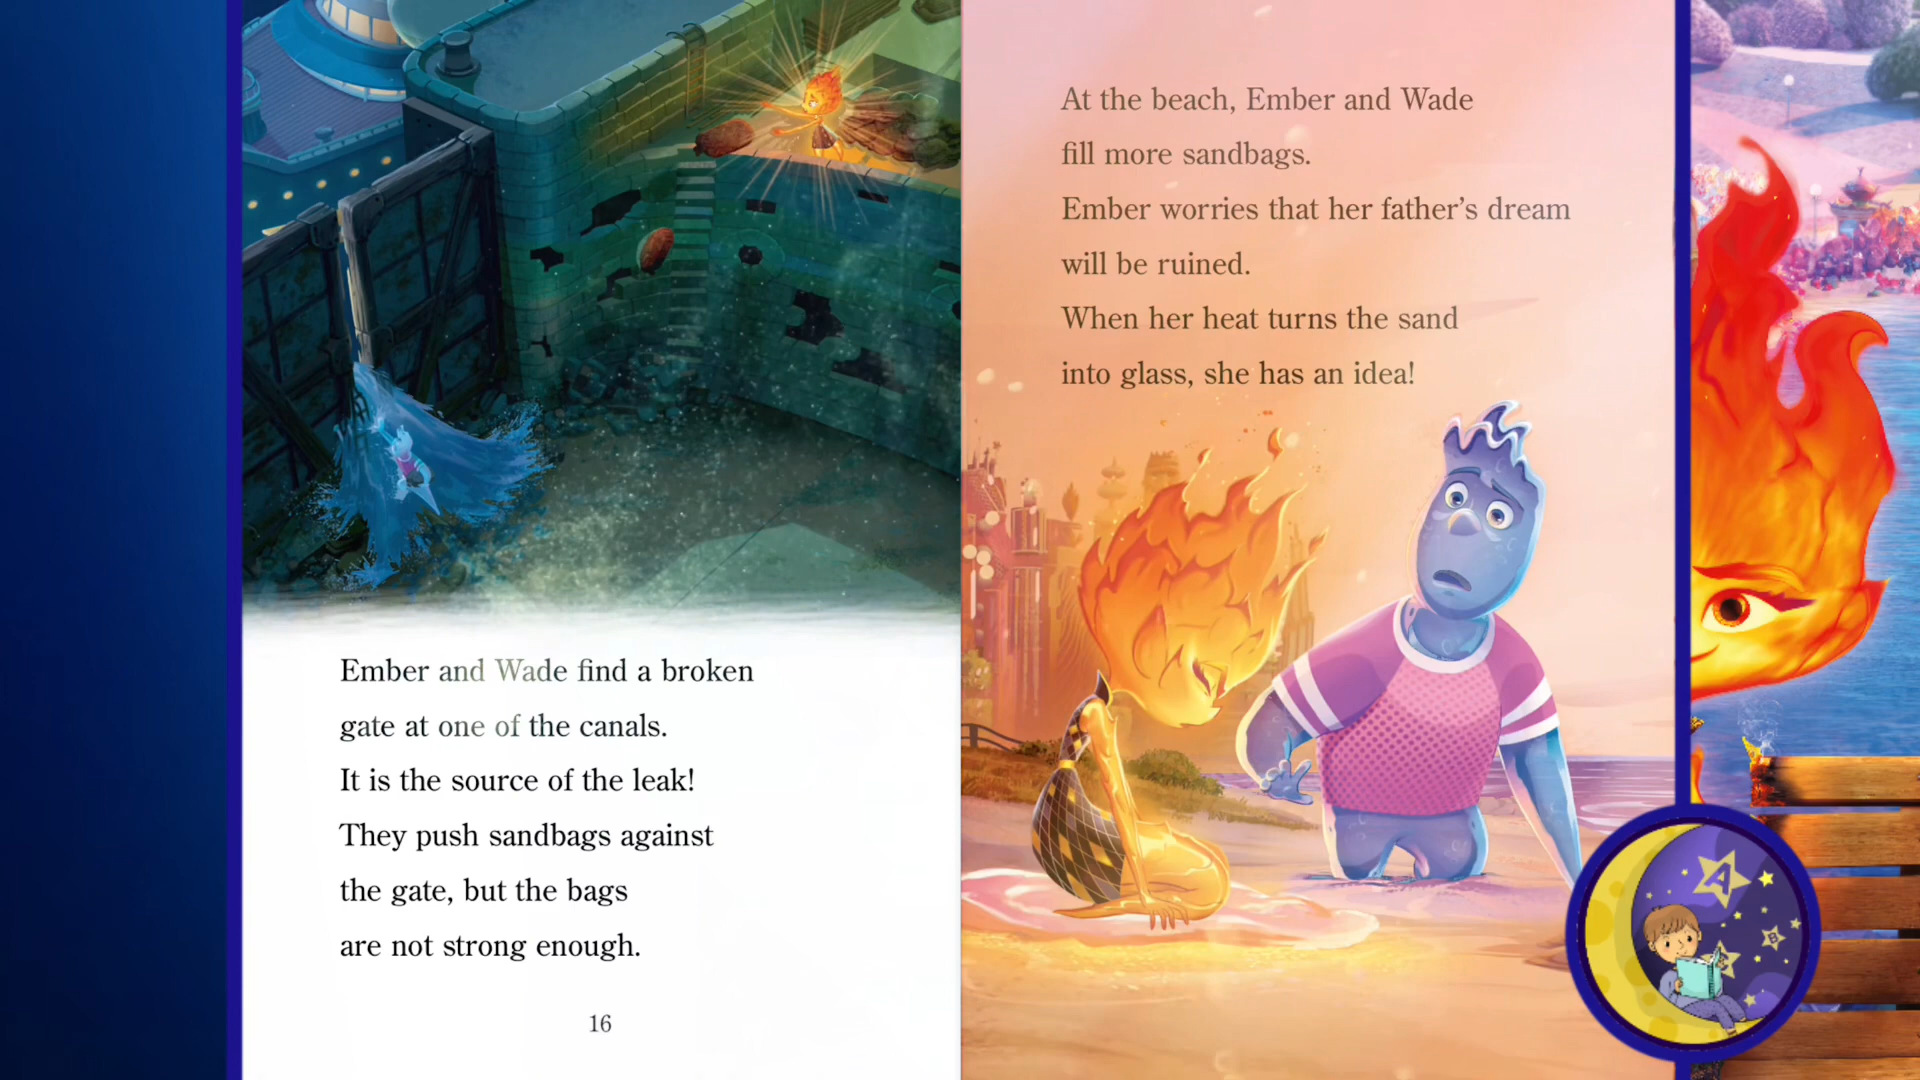 Ember and Wade find a broken
gate at one of the canals.
It is the source of the leak!
They push sandbags against
the gate, but the bags
are not strong enough.
16
At the beach, Ember and Wade
fill more sandbags.
Ember worries that her father's dream
will be ruined.
When her heat turns the sand
into glass, she has an idea!
A
B